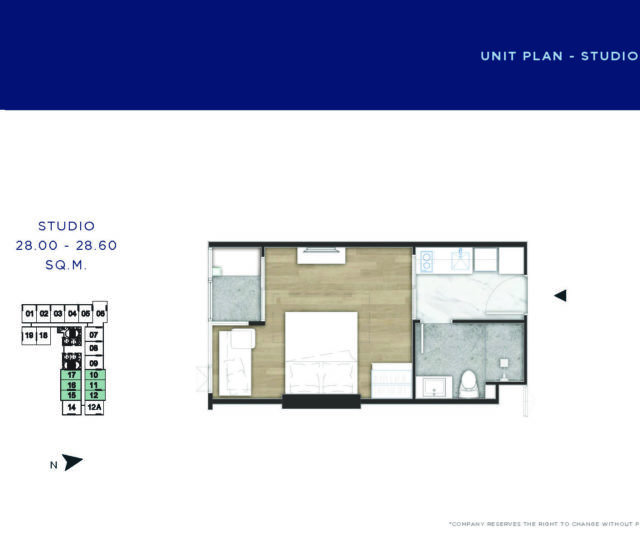 UNIT PLAN - STUDIO
STUDIO
28.00 - 28.60
SQ.M.
01 02 03 04 05 06
19 18 07
08
09
17 10
16 11
15 12
14 12A
N
*COMPANY RESERVES THE RIGHT TO CHANGE WITHOUT P